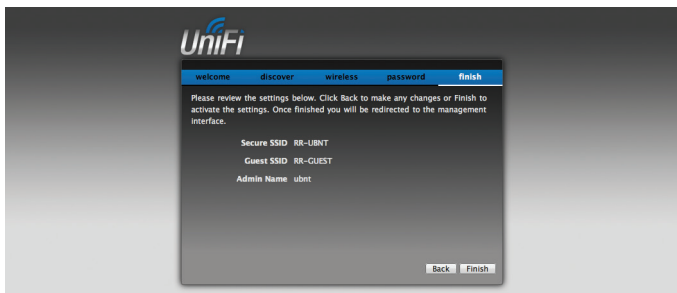 UniFi
welcome discover wireless password finish
Please review the settings below. Click Back to make any changes or Finish to
activate the settings. Once finished you will be redirected to the management
interface.
Secure SSID RR-UBNT
Guest SSID RR-GUEST
Admin Name ubnt
Back Finish